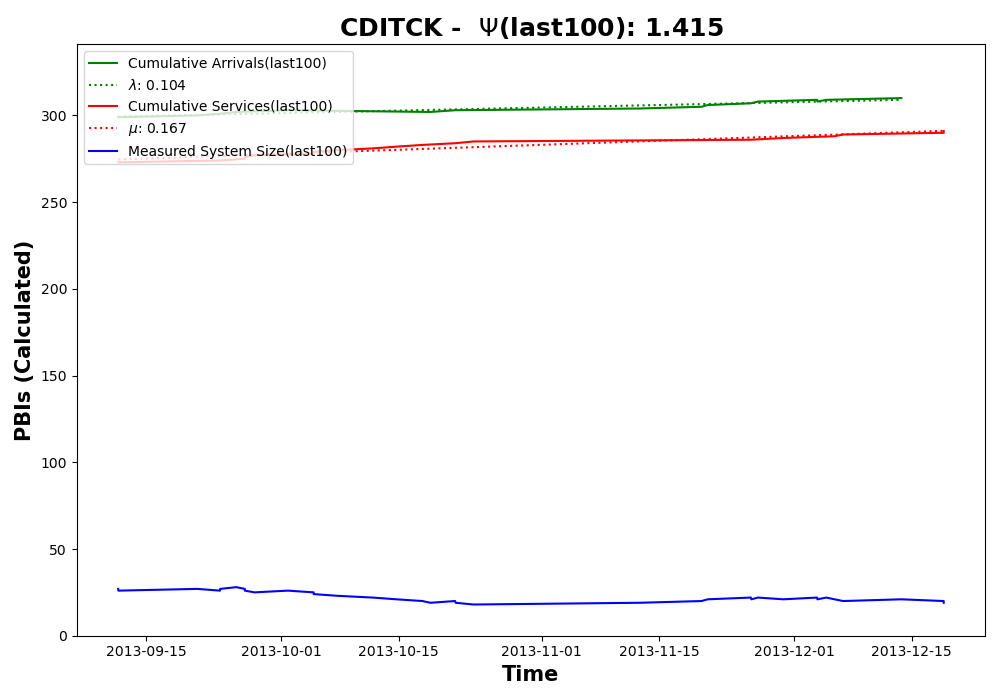 CDITCK - Ψ(last100): 1.415
Cumulative Arrivals(last100)
λ: 0.104
Cumulative Services(last100)
μ: 0.167
Measured System Size(last100)
PBIs (Calculated)
300
250
200
150
100
50
0
2013-09-15 2013-10-01 2013-10-15 2013-11-01 2013-11-15 2013-12-01 2013-12-15
Time